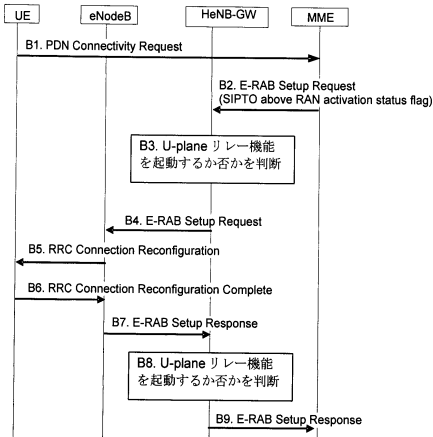 UE eNodeB HeNB-GW MME
B1. PDN Connectivity Request
B2. E-RAB Setup Request
(SIPTO above RAN activation status flag)
B3. U-plane リレー機能
を起動するか否かを判断
B4. E-RAB Setup Request
B5. RRC Connection Reconfiguration
B6. RRC Connection Reconfiguration Complete
B7. E-RAB Setup Response
B8. U-plane リレー機能
を起動するか否かを判断
B9. E-RAB Setup Response